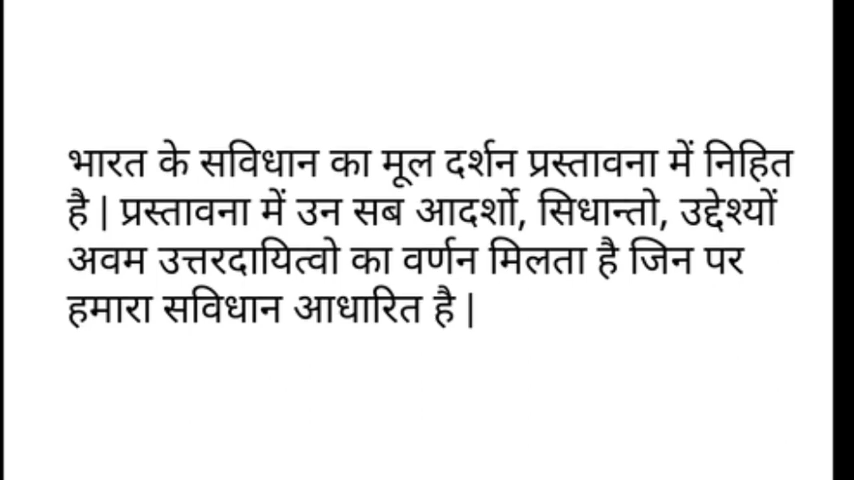 भारत के सविधान का मूल दर्शन प्रस्तावना में निहित
है | प्रस्तावना में उन सब आदर्शो, सिधान्तो, उद्देश्यों
अवम उत्तरदायित्वो का वर्णन मिलता है जिन पर
हमारा सविधान आधारित है |